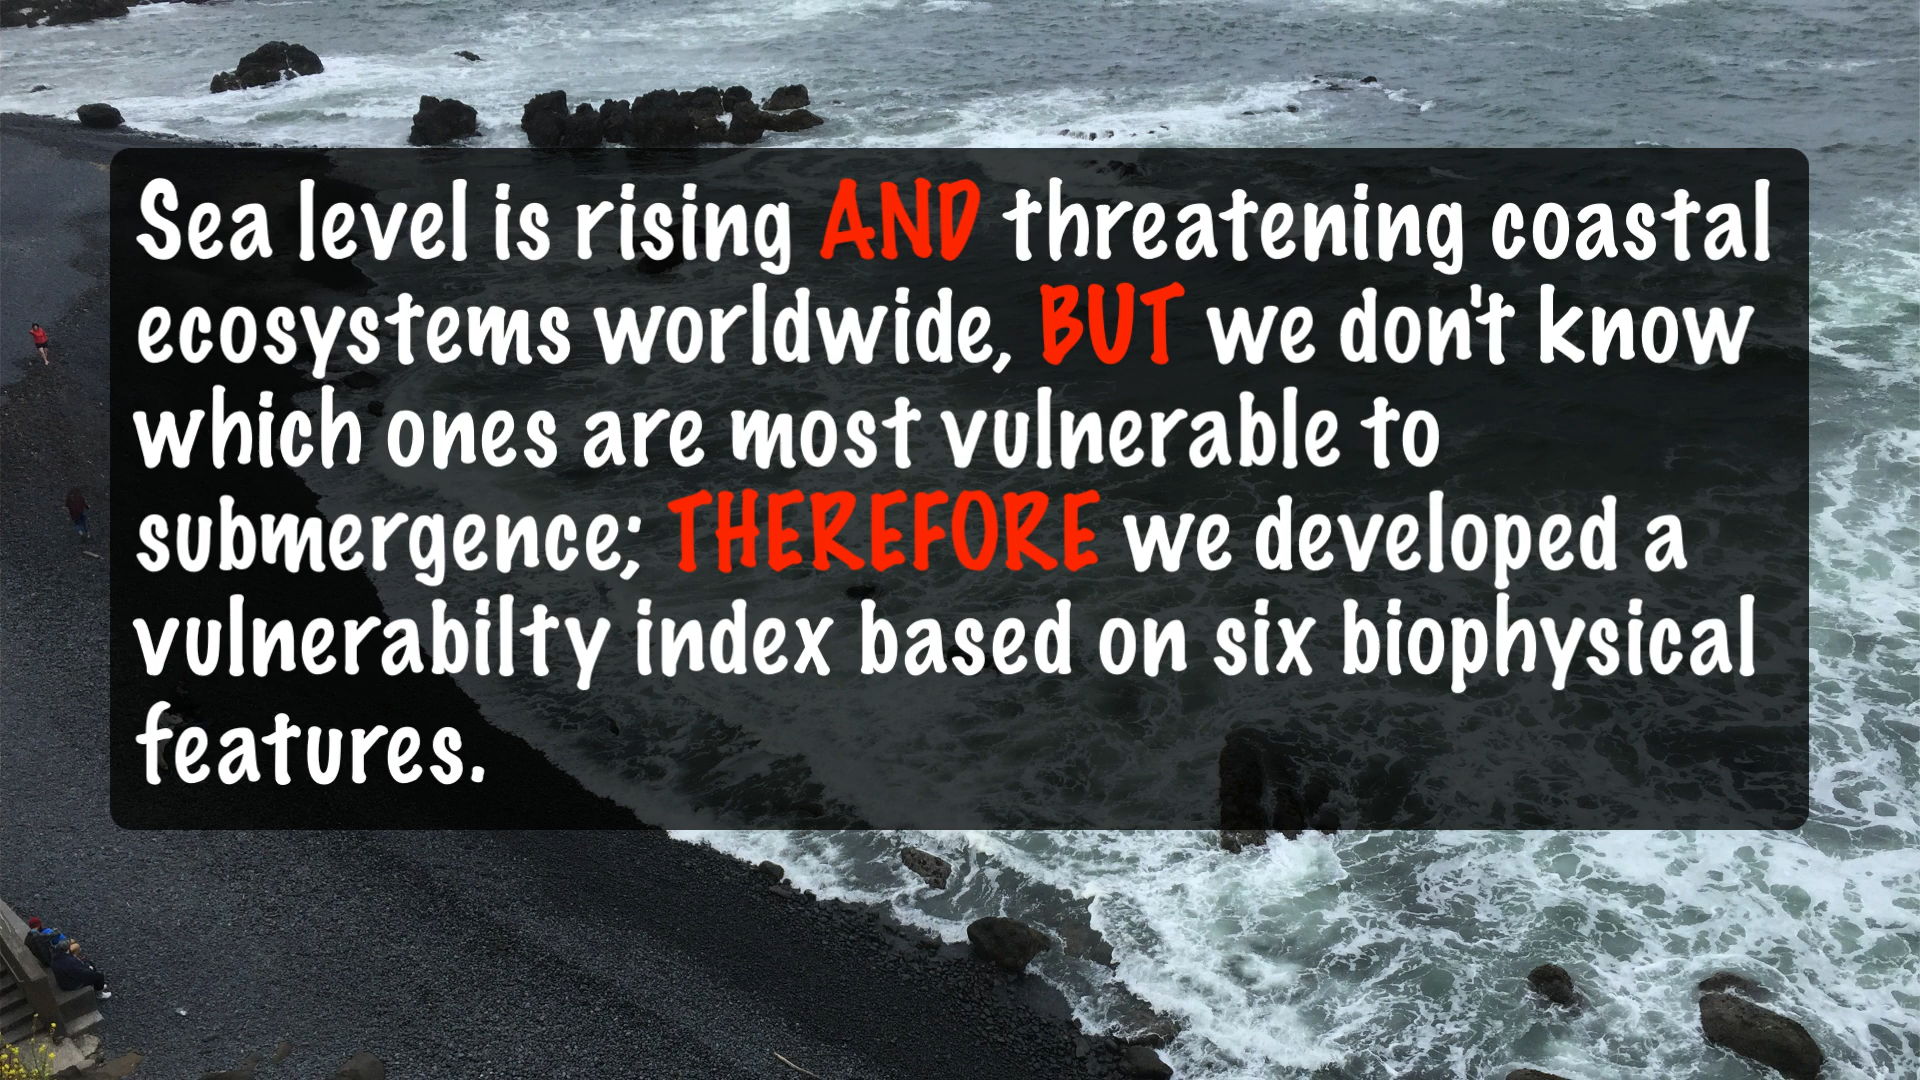 Sea level is rising AND threatening coastal
ecosystems worldwide, BUT we don't know
which ones are most vulnerable to
submergence; THEREFORE we developed a
vulnerabilty index based on six biophysical
features.